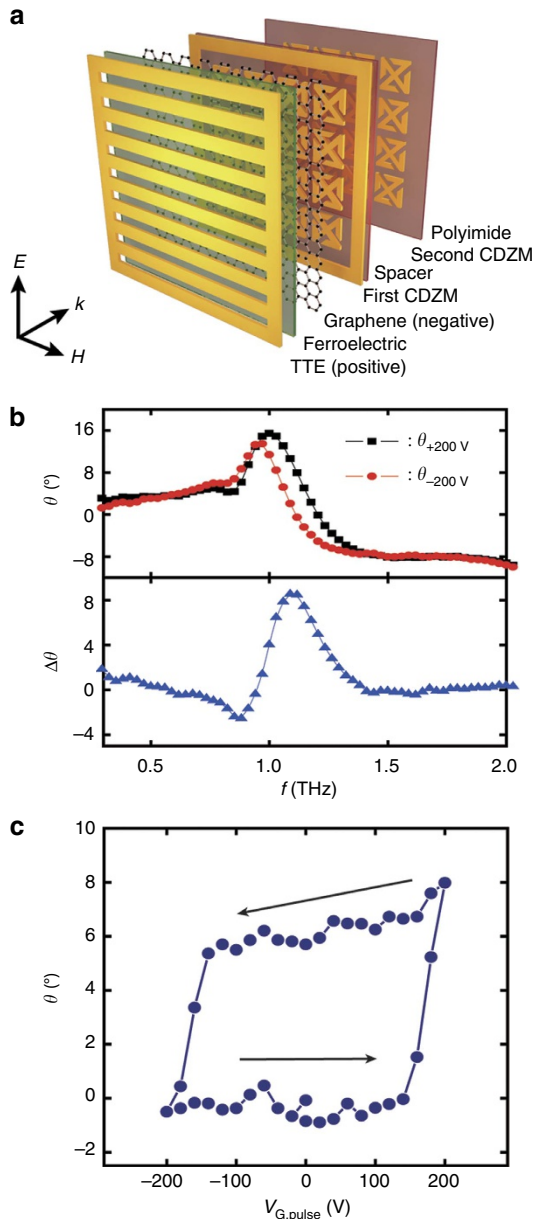 a
Polyimide
Second CDZM
Spacer
First CDZM
Graphene (negative)
Ferroelectric
TTE (positive)
E
k
H
b
16
8
0
−8
θ (°)
: θ+200 V
: θ−200 V
8
4
0
−4
Δθ
0.5 1.0 1.5 2.0
f (THz)
c
10
8
6
4
2
0
−2
θ (°)
−200 −100 0 100 200
VG,pulse (V)